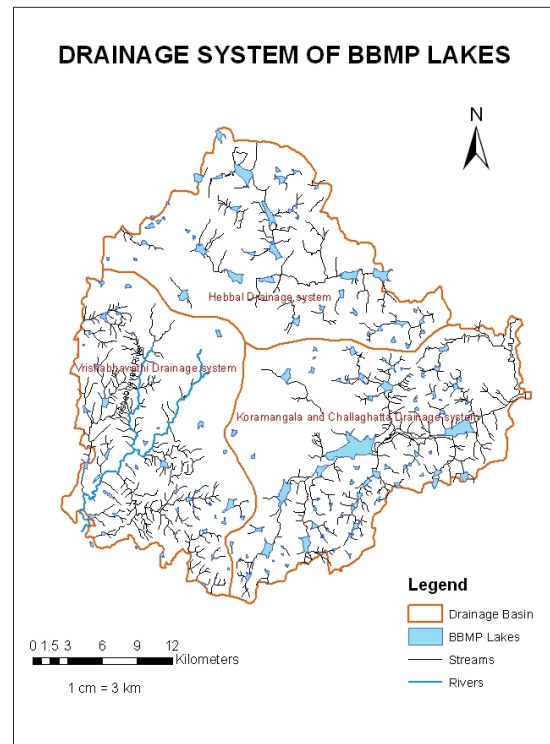 DRAINAGE SYSTEM OF BBMP LAKES
N
Hebbal Drainage system
Vrishabhavathi Drainage system
Koramangala and Challaghatta Drainage system
Legend
Drainage Basin
BBMP Lakes
Streams
Rivers
0 1.5 3 6 9 12
Kilometers
1 cm = 3 km